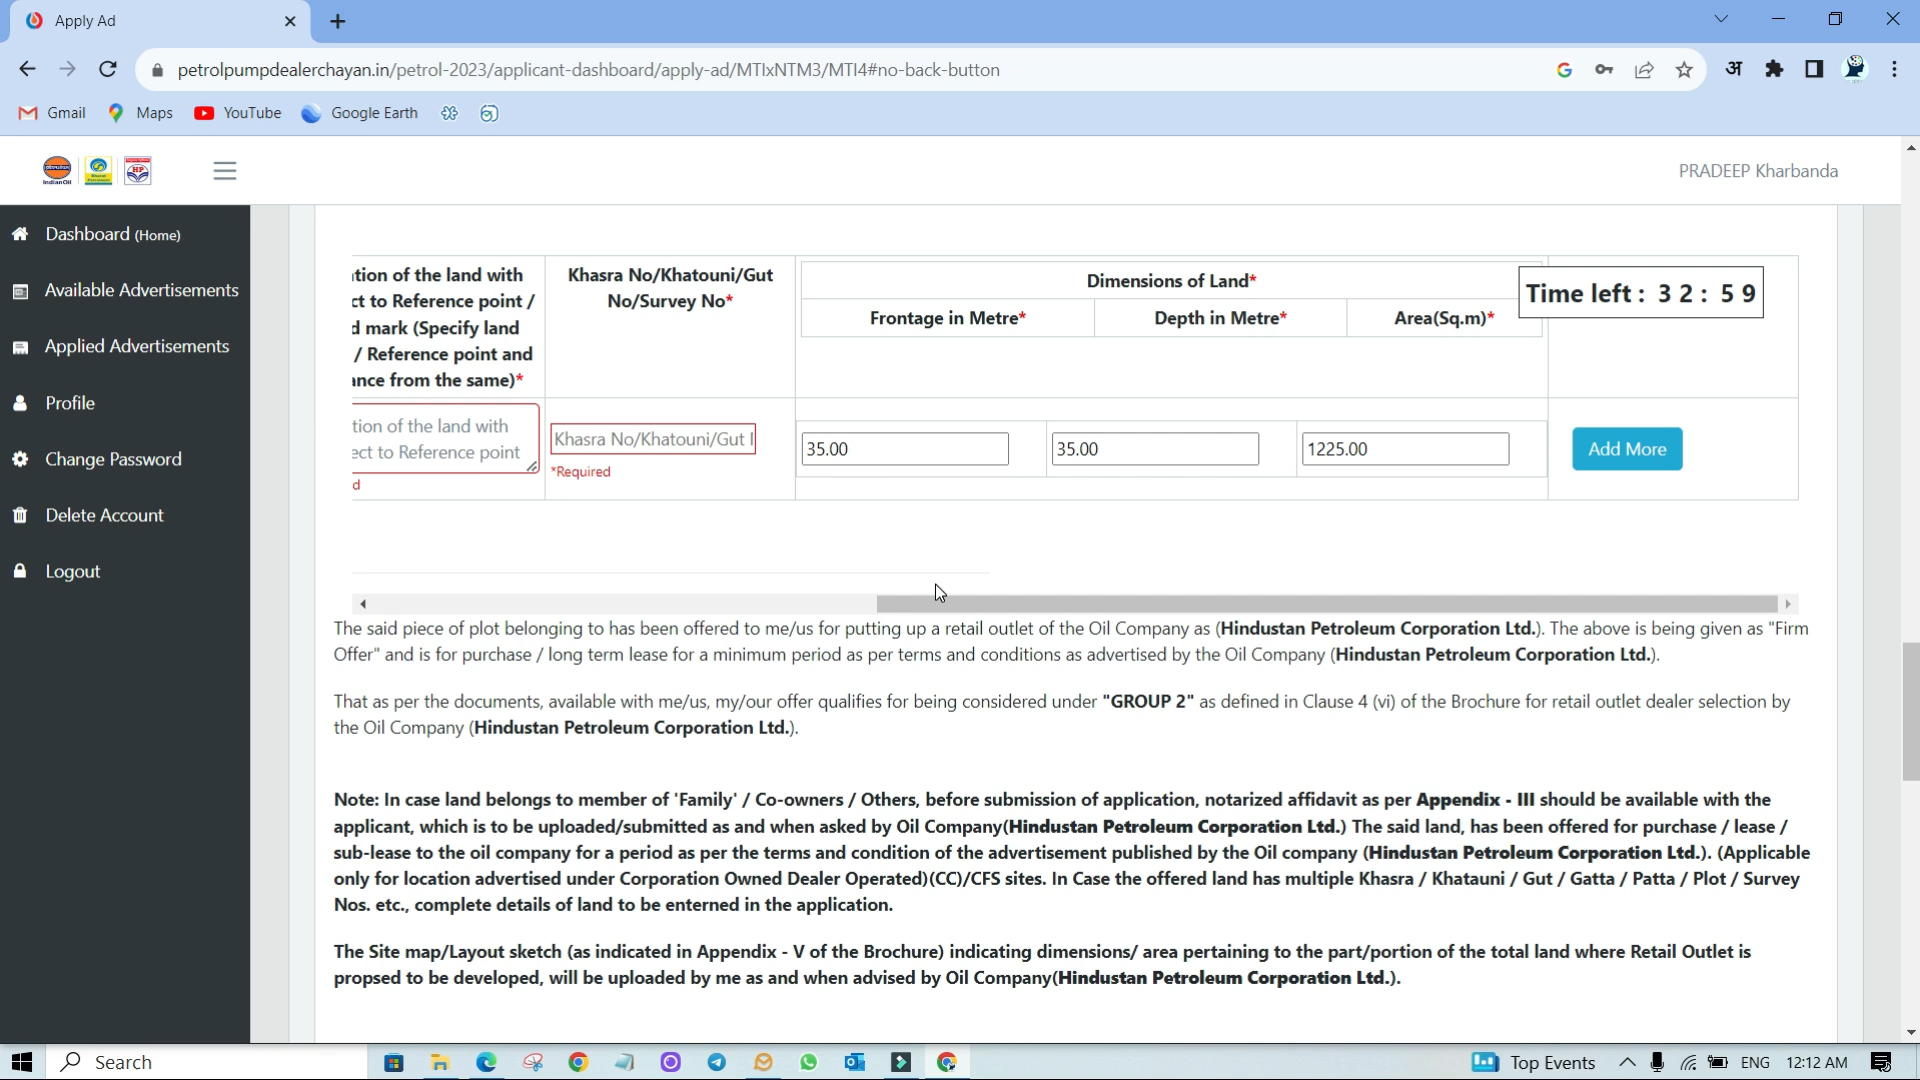 Apply Ad
petrolpumpdealerchayan.in/petrol-2023/applicant-dashboard/apply-ad/MTIxNTM3/MTI4#no-back-button
अ
Gmail
Maps
YouTube
Google Earth
IndianOil
HP
PRADEEP Kharbanda
Dashboard (Home)
Available Advertisements
Applied Advertisements
Profile
Change Password
Delete Account
Logout
tion of the land with
ct to Reference point /
d mark (Specify land
/ Reference point and
ance from the same)*
Khasra No/Khatouni/Gut
No/Survey No*
Dimensions of Land*
Frontage in Metre*
Depth in Metre*
Area(Sq.m)*
Time left : 3 2 : 5 9
tion of the land with
ect to Reference point
d
Khasra No/Khatouni/Gut
*Required
35.00
35.00
1225.00
Add More
The said piece of plot belonging to has been offered to me/us for putting up a retail outlet of the Oil Company as (Hindustan Petroleum Corporation Ltd.). The above is being given as "Firm
Offer" and is for purchase / long term lease for a minimum period as per terms and conditions as advertised by the Oil Company (Hindustan Petroleum Corporation Ltd.).
That as per the documents, available with me/us, my/our offer qualifies for being considered under "GROUP 2" as defined in Clause 4 (vi) of the Brochure for retail outlet dealer selection by
the Oil Company (Hindustan Petroleum Corporation Ltd.).
Note: In case land belongs to member of 'Family' / Co-owners / Others, before submission of application, notarized affidavit as per Appendix - III should be available with the
applicant, which is to be uploaded/submitted as and when asked by Oil Company(Hindustan Petroleum Corporation Ltd.) The said land, has been offered for purchase / lease /
sub-lease to the oil company for a period as per the terms and condition of the advertisement published by the Oil company (Hindustan Petroleum Corporation Ltd.). (Applicable
only for location advertised under Corporation Owned Dealer Operated)(CC)/CFS sites. In Case the offered land has multiple Khasra / Khatauni / Gut / Gatta / Patta / Plot / Survey
Nos. etc., complete details of land to be enterned in the application.
The Site map/Layout sketch (as indicated in Appendix - V of the Brochure) indicating dimensions/ area pertaining to the part/portion of the total land where Retail Outlet is
propsed to be developed, will be uploaded by me as and when advised by Oil Company(Hindustan Petroleum Corporation Ltd.).
Search
Top Events
ENG
12:12 AM